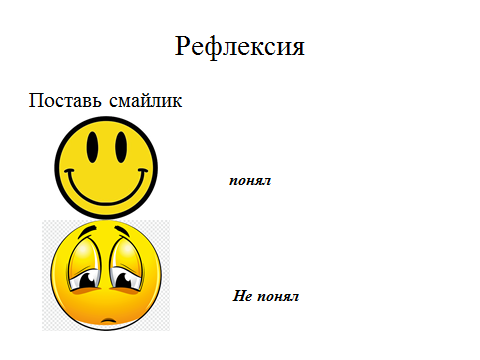 Рефлексия
Поставь смайлик
понял
Не понял